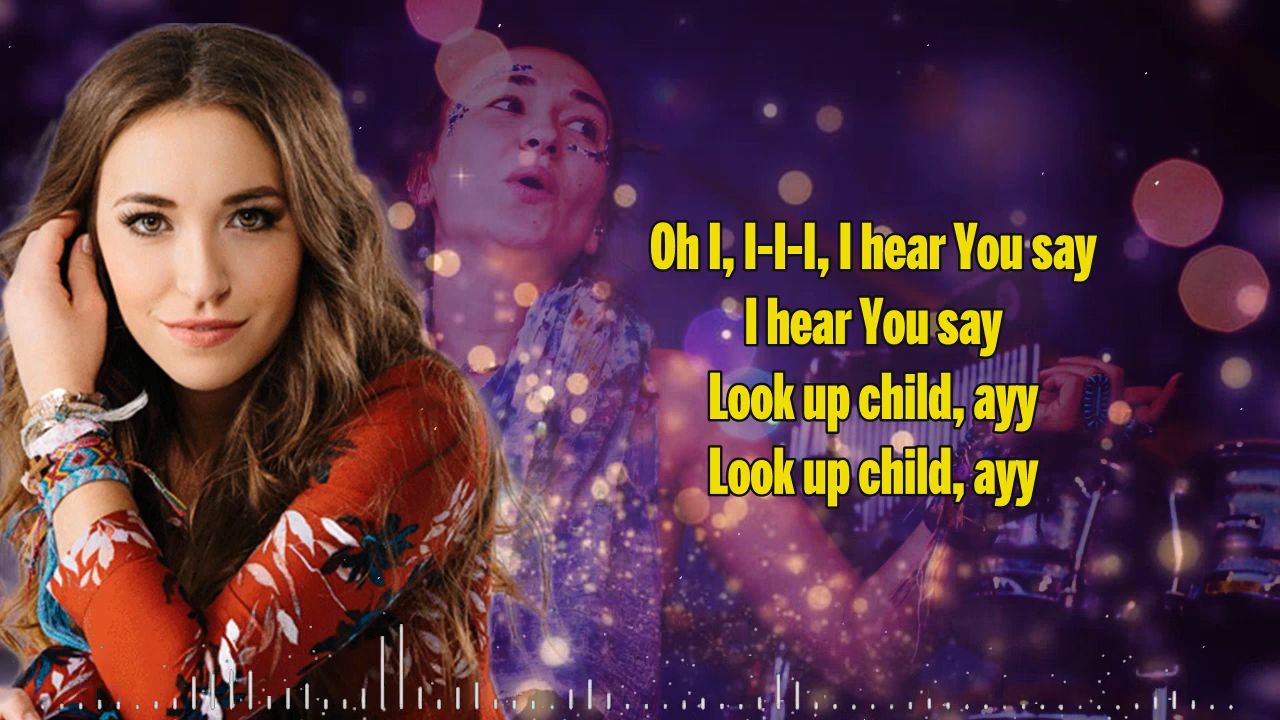 Oh I, I-I-I, I hear You say
I hear You say
Look up child, ayy
Look up child, ayy